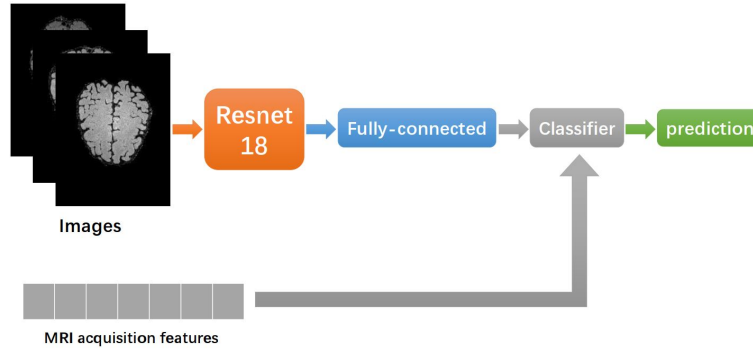 Resnet
18
Fully-connected
Classifier
prediction
Images
MRI acquisition features